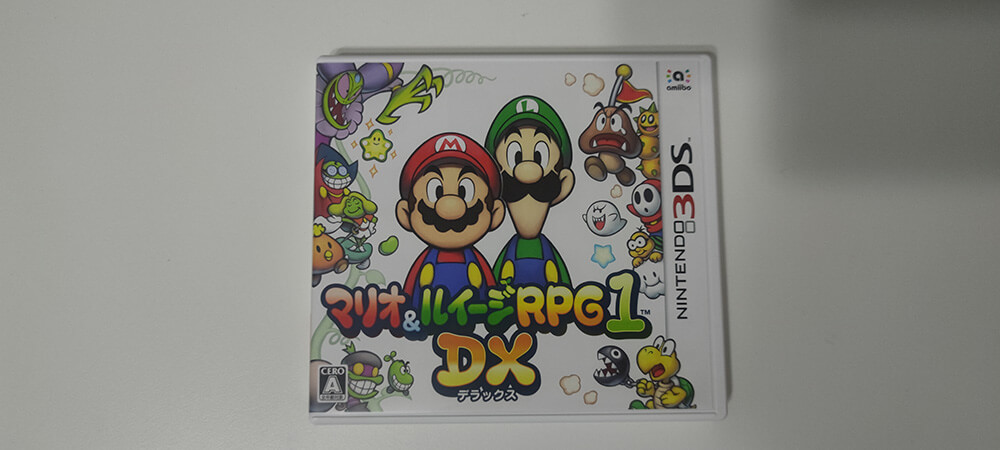 amiibo
NINTENDO 3DS
™
M
L
マリオ&ルイージRPG1™
DX
デラックス
CERO
A